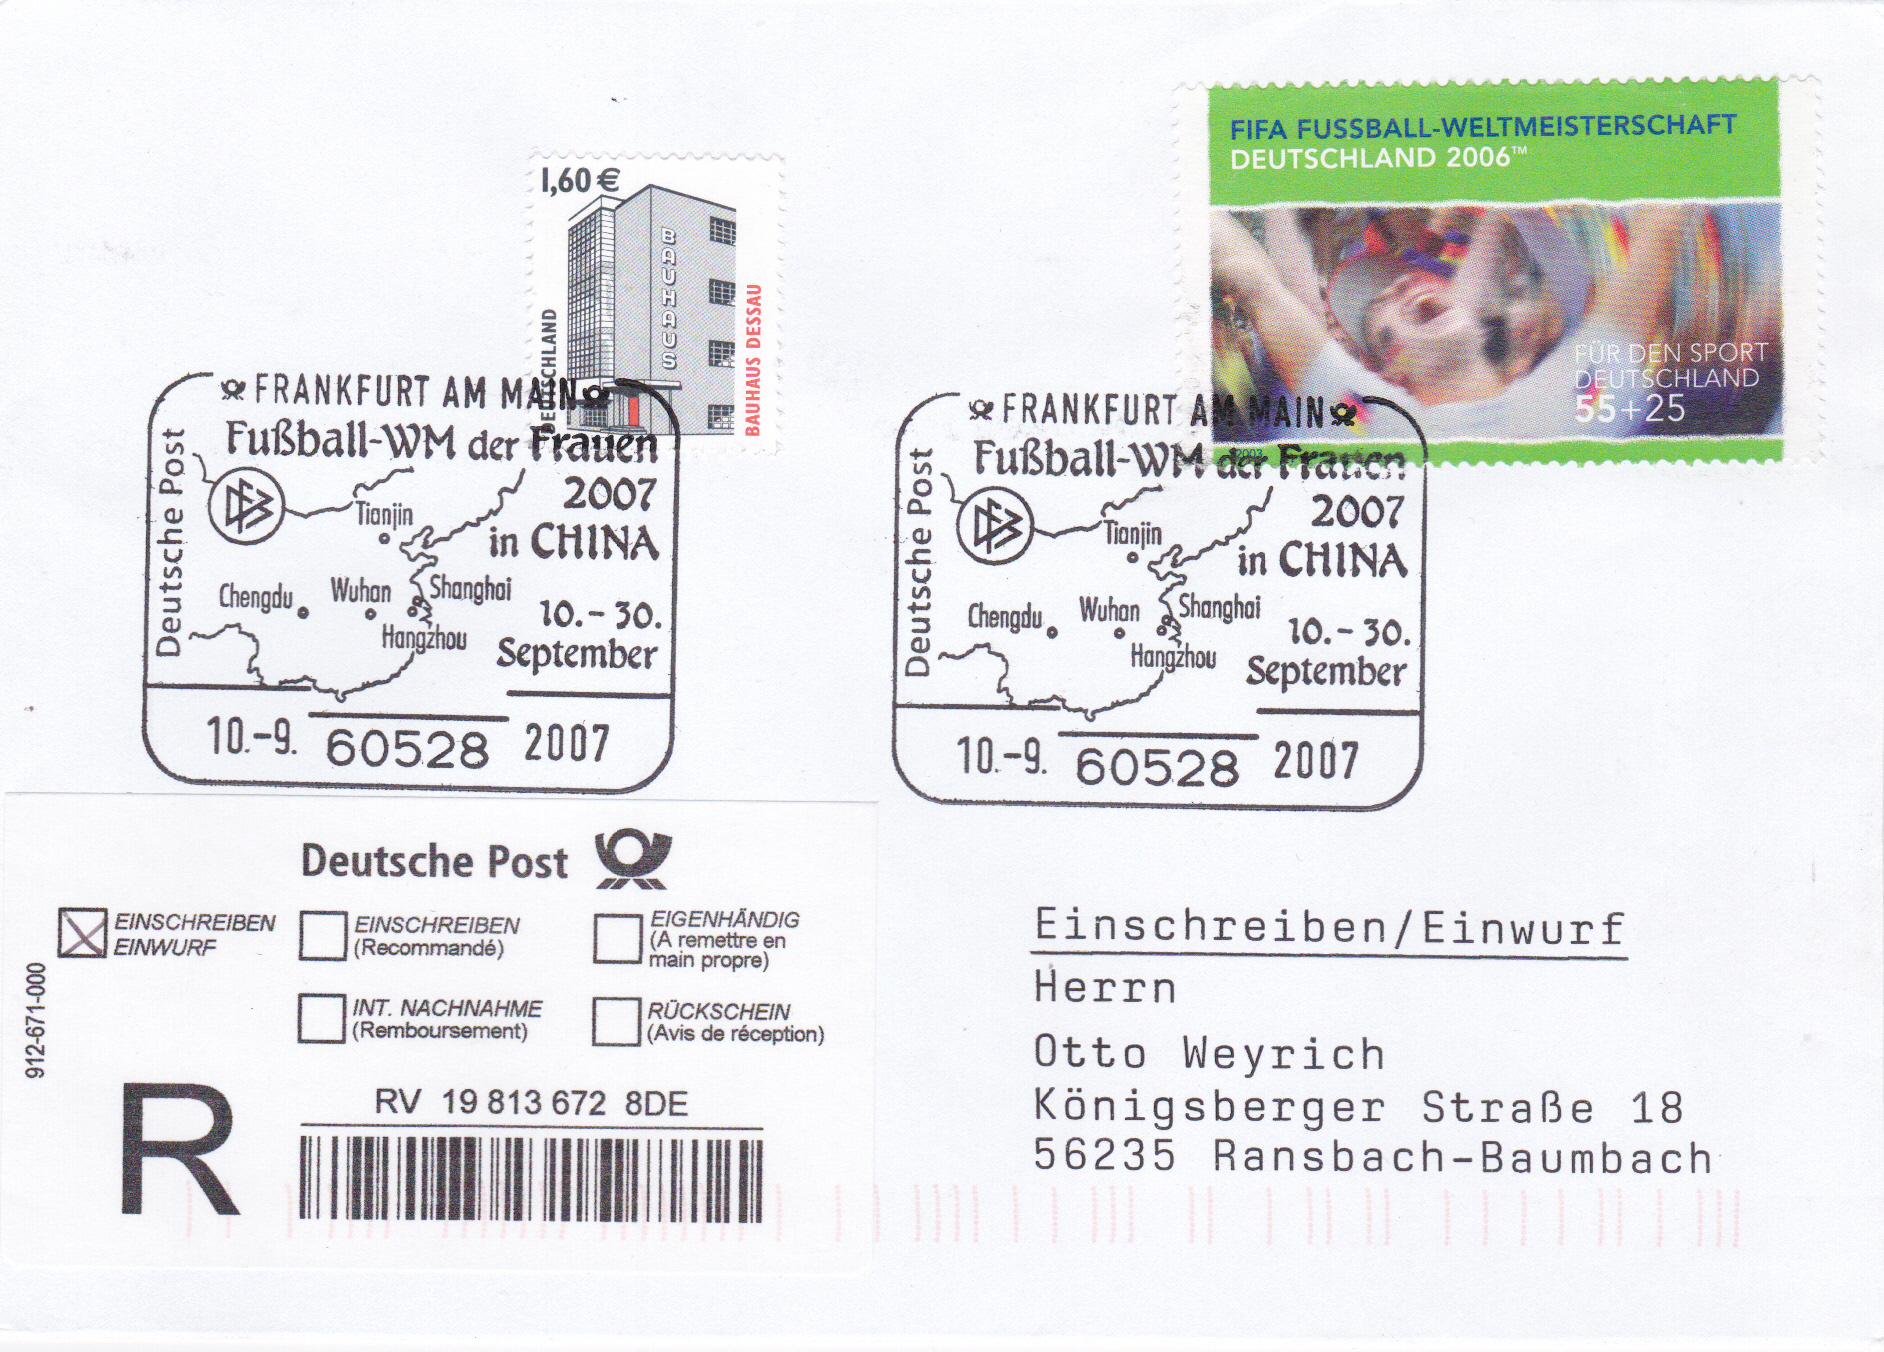 1,60 €
BAUHAUS
DEUTSCHLAND
BAUHAUS DESSAU
FIFA FUSSBALL-WELTMEISTERSCHAFT
DEUTSCHLAND 2006™
FÜR DEN SPORT
DEUTSCHLAND
55+25
2003
FRANKFURT AM MAIN
Fußball-WM der Frauen
2007
in CHINA
Deutsche Post
DFB
Tianjin
Chengdu
Wuhan
Shanghai
Hangzhou
10.-30.
September
10.-9. 60528 2007
FRANKFURT AM MAIN
Fußball-WM der Frauen
2007
in CHINA
Deutsche Post
DFB
Tianjin
Chengdu
Wuhan
Shanghai
Hangzhou
10.-30.
September
10.-9. 60528 2007
Deutsche Post
EINSCHREIBEN
EINWURF
EINSCHREIBEN
(Recommandé)
EIGENHÄNDIG
(A remettre en
main propre)
INT. NACHNAHME
(Remboursement)
RÜCKSCHEIN
(Avis de réception)
912-671-000
R
RV 19 813 672 8DE
Einschreiben/Einwurf
Herrn
Otto Weyrich
Königsberger Straße 18
56235 Ransbach-Baumbach